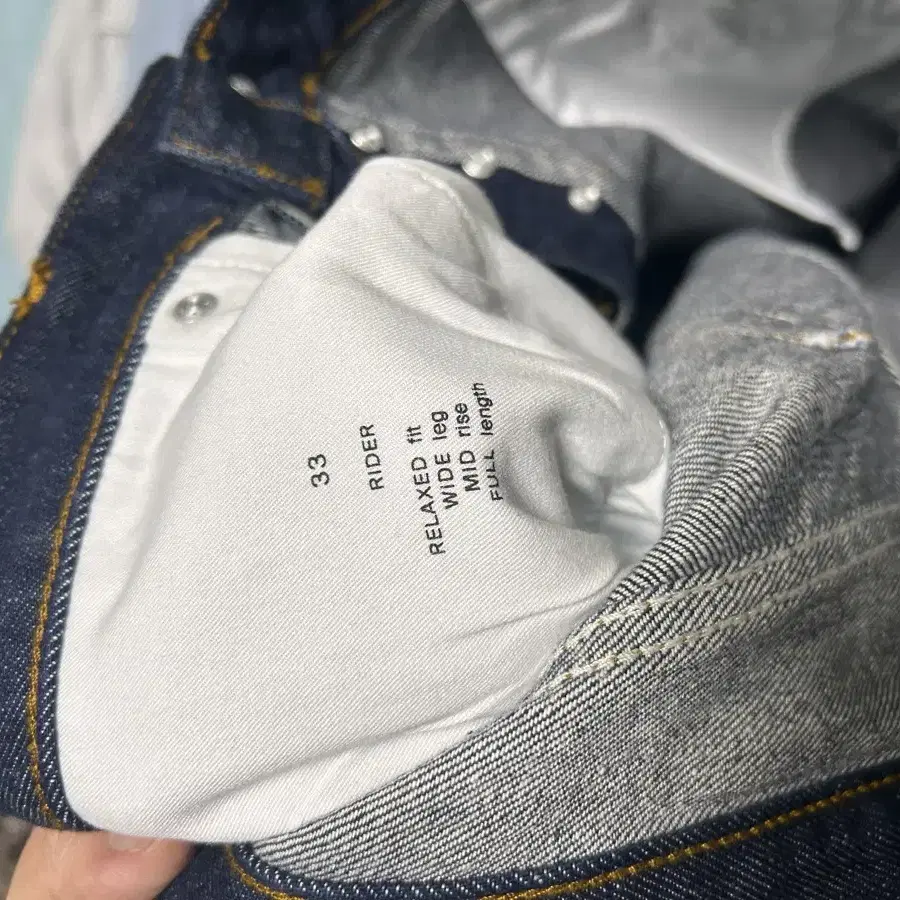 33
RIDER
RELAXED fit
WIDE leg
MID rise
FULL length